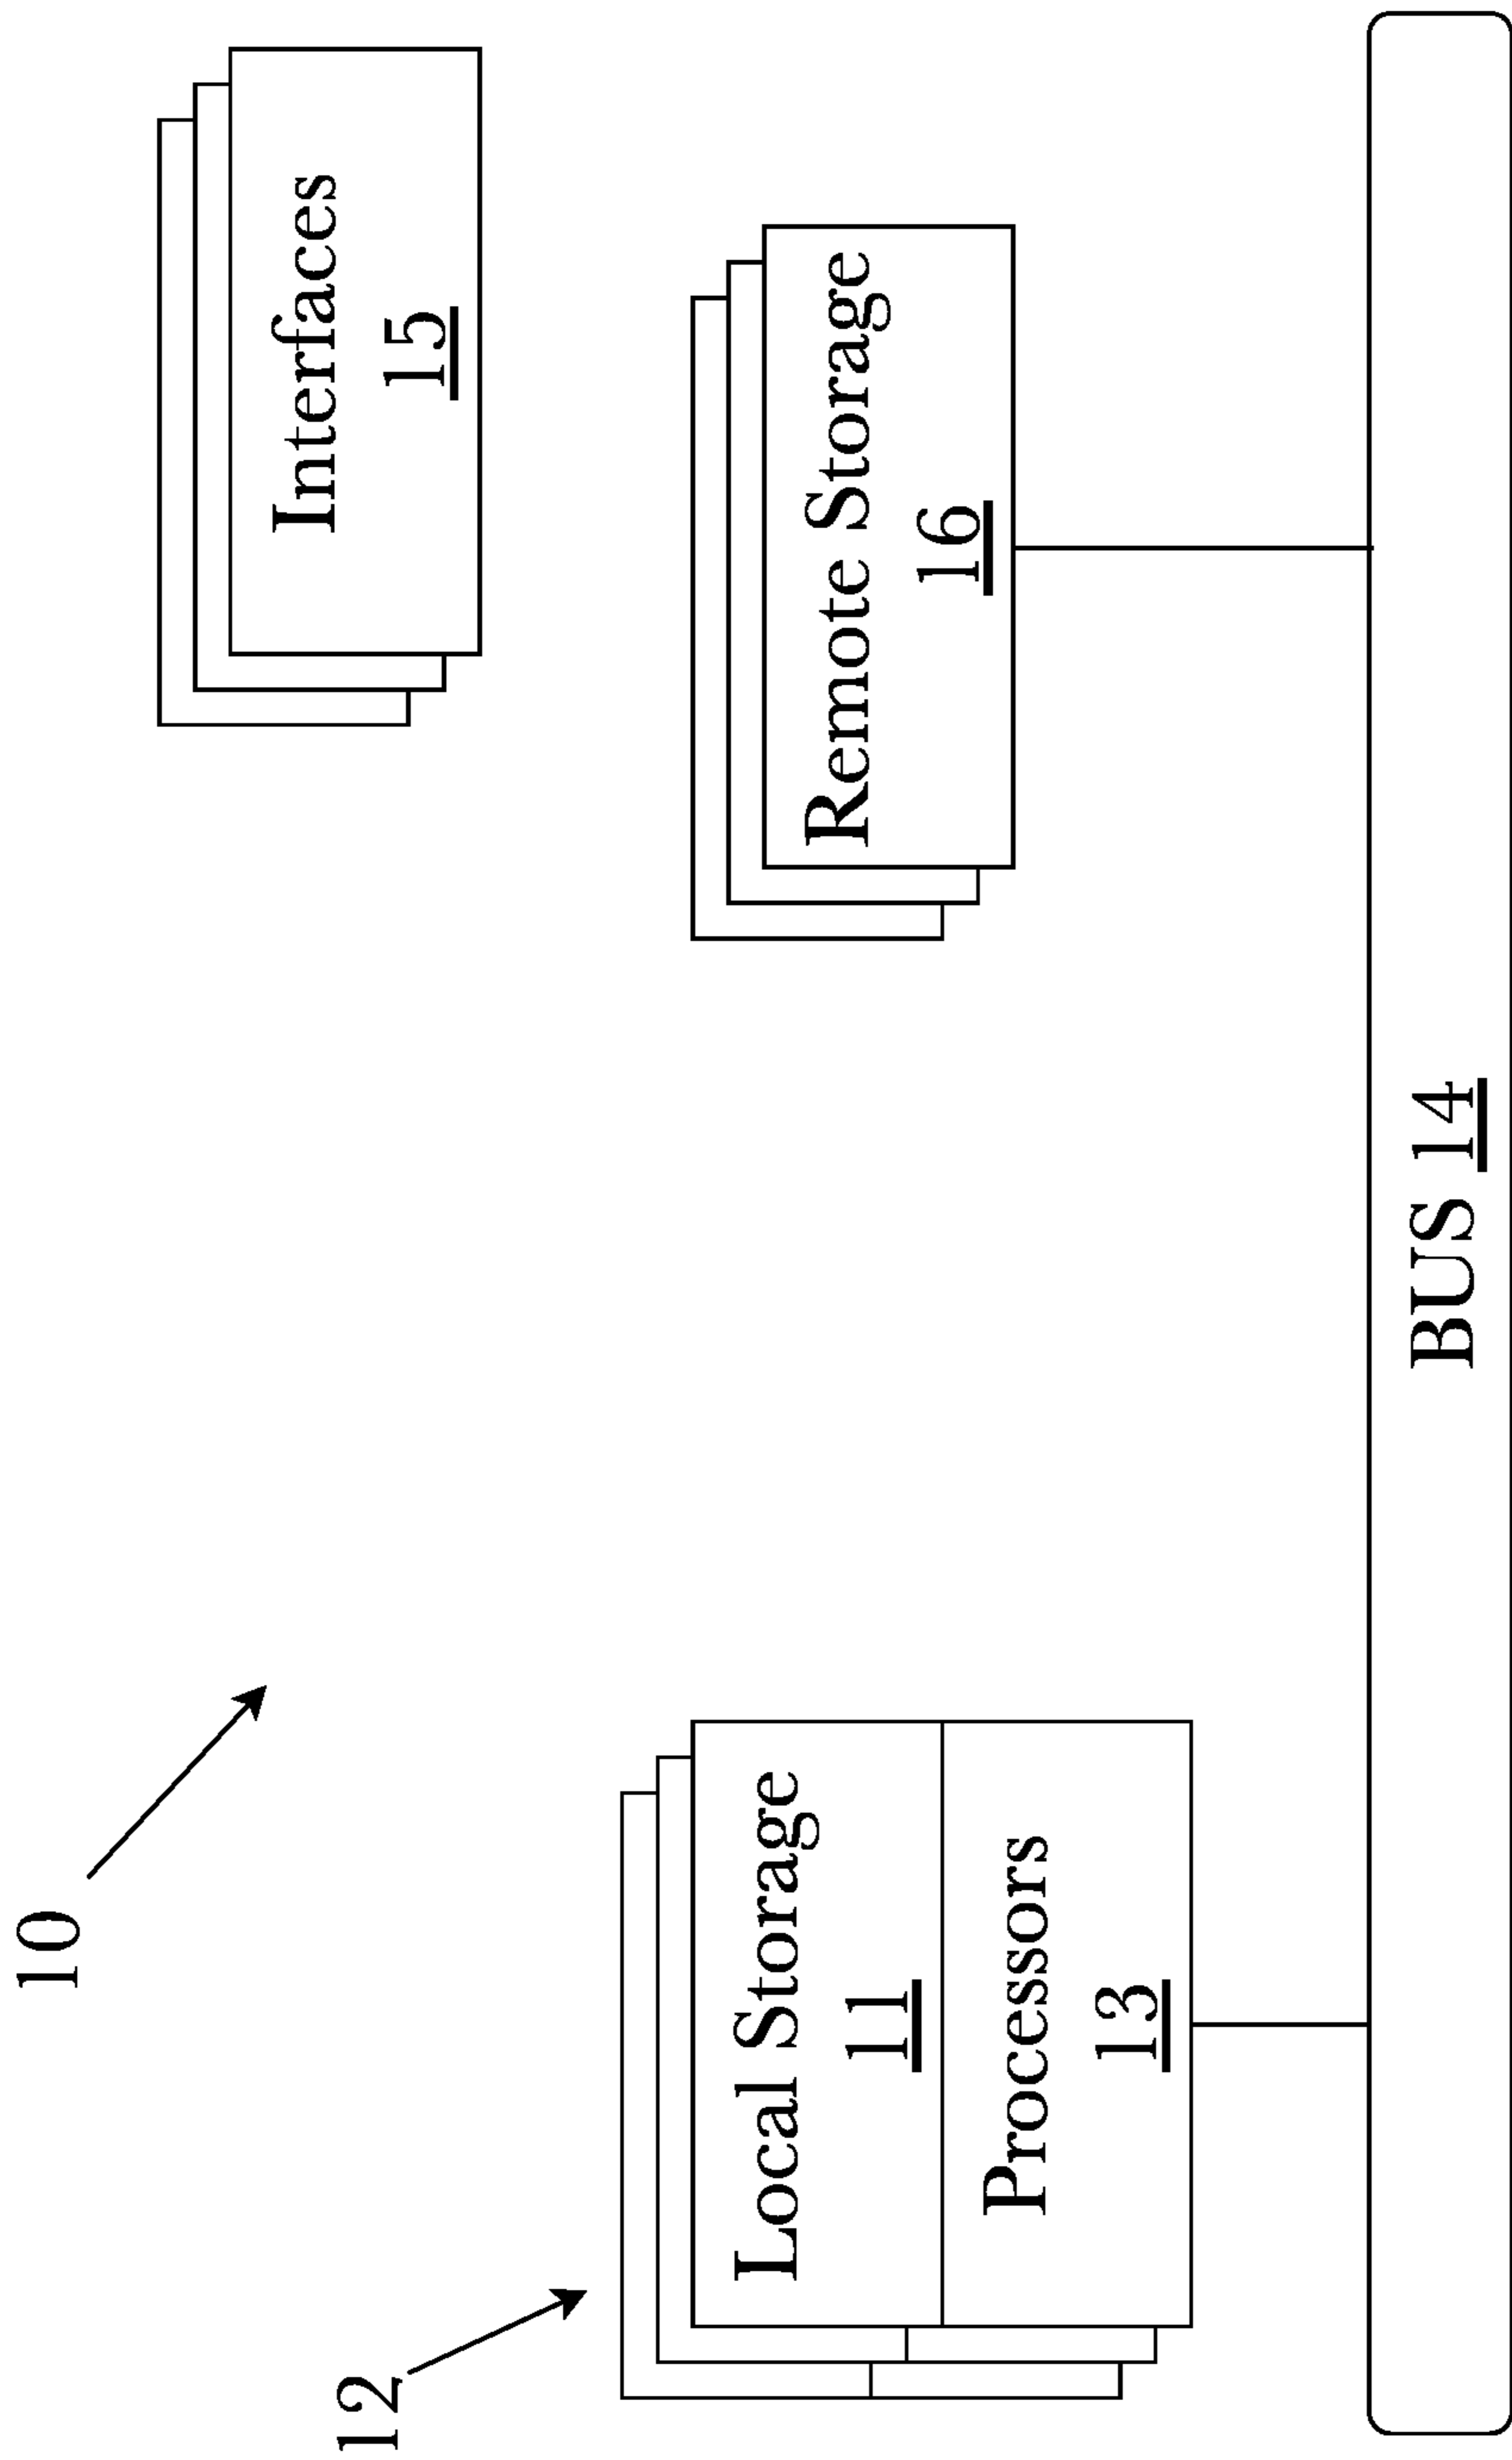 10
12
Local Storage
11
Processors
13
Interfaces
15
Remote Storage
16
BUS 14